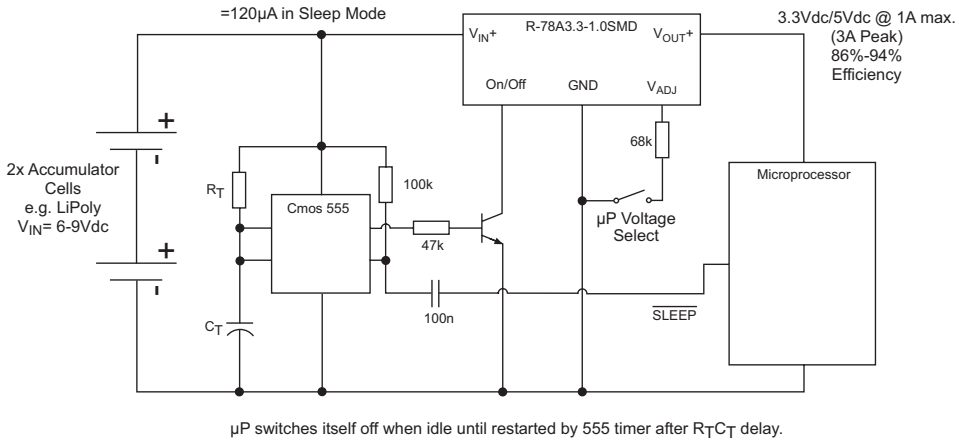 =120µA in Sleep Mode
R-78A3.3-1.0SMD
VIN+
VOUT+
On/Off
GND
VADJ
3.3Vdc/5Vdc @ 1A max.
(3A Peak)
86%-94%
Efficiency
+
-
2x Accumulator
Cells
e.g. LiPoly
VIN= 6-9Vdc
+
-
RT
100k
Cmos 555
47k
CT
100n
68k
µP Voltage
Select
SLEEP
Microprocessor
µP switches itself off when idle until restarted by 555 timer after RTCT delay.